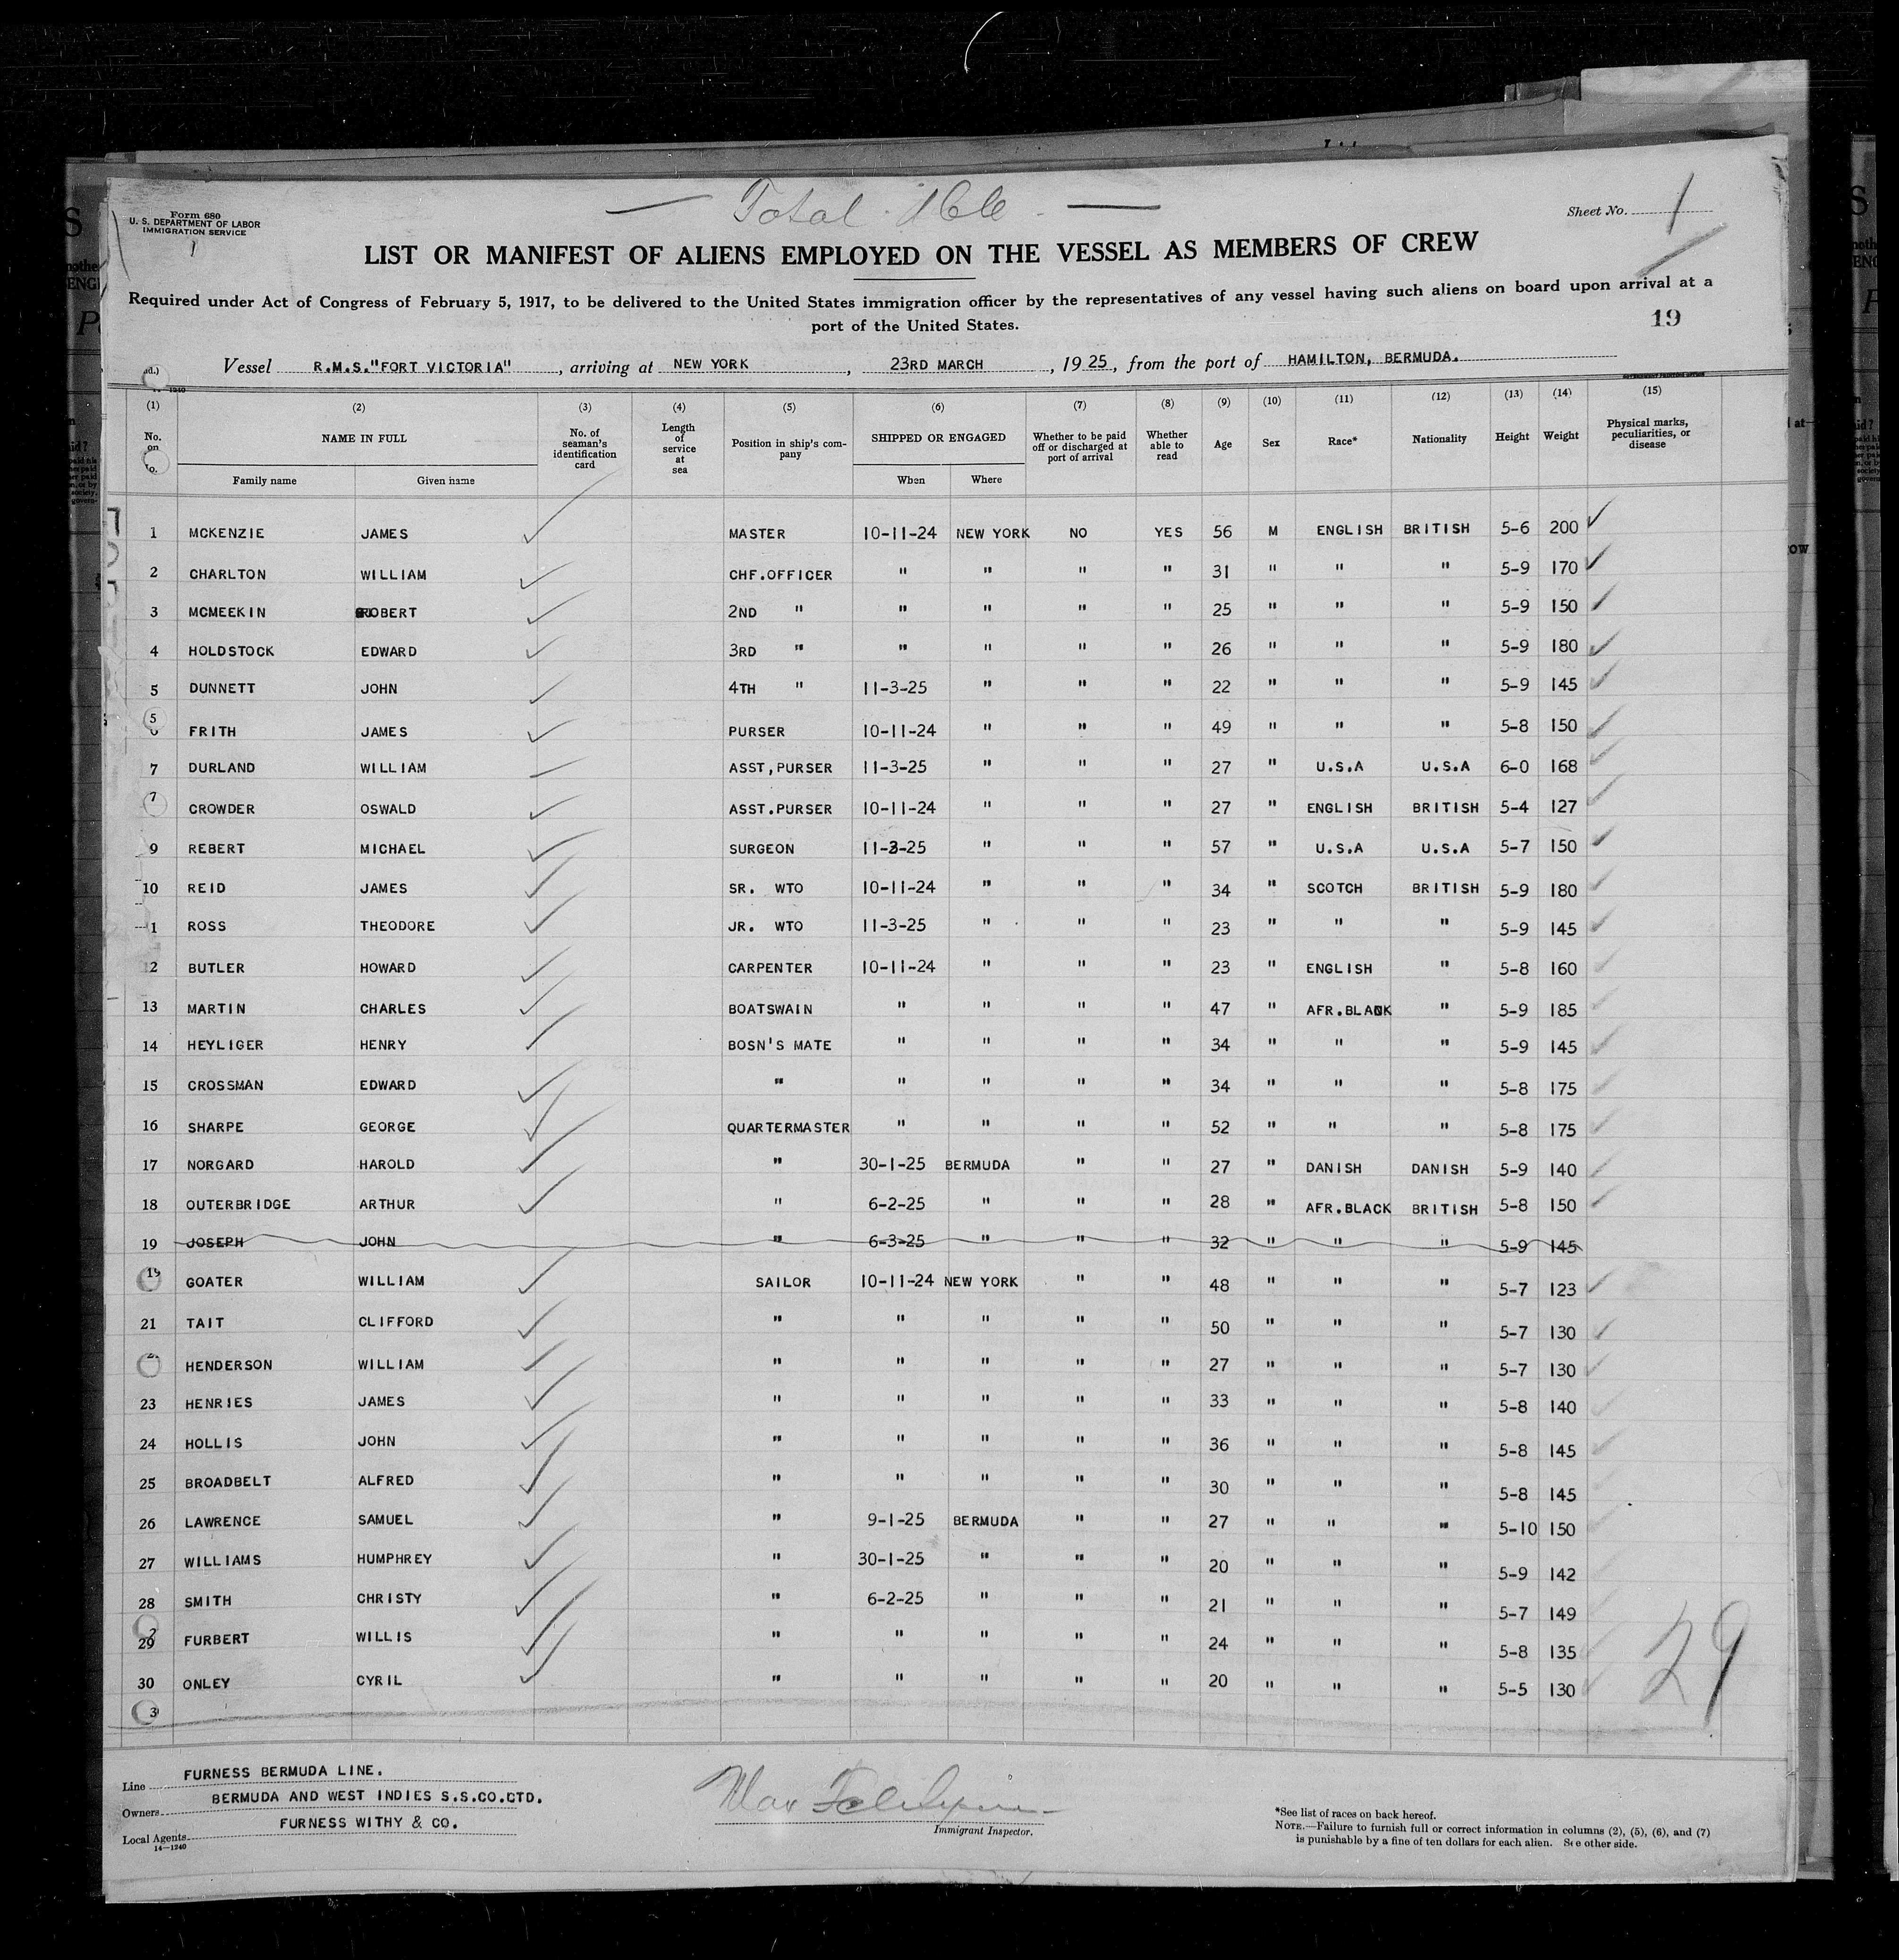 Total 166
Form 680
U. S. DEPARTMENT OF LABOR
IMMIGRATION SERVICE
Sheet No. 1
LIST OR MANIFEST OF ALIENS EMPLOYED ON THE VESSEL AS MEMBERS OF CREW
Required under Act of Congress of February 5, 1917, to be delivered to the United States immigration officer by the representatives of any vessel having such aliens on board upon arrival at a
port of the United States.
19
Vessel R.M.S."FORT VICTORIA", arriving at NEW YORK, 23RD MARCH, 1925, from the port of HAMILTON, BERMUDA.
(1) (2) (3) (4) (5) (6) (7) (8) (9) (10) (11) (12) (13) (14) (15)
No. on NAME IN FULL No. of seaman's identification card Length of service at sea Position in ship's company SHIPPED OR ENGAGED Whether to be paid off or discharged at port of arrival Whether able to read Age Sex Race* Nationality Height Weight Physical marks, peculiarities, or disease
Family name Given name When Where
1 MCKENZIE JAMES MASTER 10-11-24 NEW YORK NO YES 56 M ENGLISH BRITISH 5-6 200
2 CHARLTON WILLIAM CHF.OFFICER " " " " 31 " " " 5-9 170
3 MCMEEKIN ROBERT 2ND " " " " " 25 " " " 5-9 150
4 HOLDSTOCK EDWARD 3RD " " " " " 26 " " " 5-9 180
5 DUNNETT JOHN 4TH " 11-3-25 " " " 22 " " " 5-9 145
5 FRITH JAMES PURSER 10-11-24 " " " 49 " " " 5-8 150
7 DURLAND WILLIAM ASST,PURSER 11-3-25 " " " 27 " U.S.A U.S.A 6-0 168
7 CROWDER OSWALD ASST.PURSER 10-11-24 " " " 27 " ENGLISH BRITISH 5-4 127
9 REBERT MICHAEL SURGEON 11-3-25 " " " 57 " U.S.A U.S.A 5-7 150
10 REID JAMES SR. WTO 10-11-24 " " " 34 " SCOTCH BRITISH 5-9 180
1 ROSS THEODORE JR. WTO 11-3-25 " " " 23 " " " 5-9 145
12 BUTLER HOWARD CARPENTER 10-11-24 " " " 23 " ENGLISH " 5-8 160
13 MARTIN CHARLES BOATSWAIN " " " " 47 " AFR.BLACK " 5-9 185
14 HEYLIGER HENRY BOSN'S MATE " " " " 34 " " " 5-9 145
15 CROSSMAN EDWARD " " " " " 34 " " " 5-8 175
16 SHARPE GEORGE QUARTERMASTER " " " " 52 " " " 5-8 175
17 NORGARD HAROLD " 30-1-25 BERMUDA " " 27 " DANISH DANISH 5-9 140
18 OUTERBRIDGE ARTHUR " 6-2-25 " " " 28 " AFR.BLACK BRITISH 5-8 150
19 JOSEPH JOHN " 6-3-25 " " " 32 " " " 5-9 145
19 GOATER WILLIAM SAILOR 10-11-24 NEW YORK " " 48 " " " 5-7 123
21 TAIT CLIFFORD " " " " " 50 " " " 5-7 130
HENDERSON WILLIAM " " " " " 27 " " " 5-7 130
23 HENRIES JAMES " " " " " 33 " " " 5-8 140
24 HOLLIS JOHN " " " " " 36 " " " 5-8 145
25 BROADBELT ALFRED " " " " " 30 " " " 5-8 145
26 LAWRENCE SAMUEL " 9-1-25 BERMUDA " " 27 " " " 5-10 150
27 WILLIAMS HUMPHREY " 30-1-25 " " " 20 " " " 5-9 142
28 SMITH CHRISTY " 6-2-25 " " " 21 " " " 5-7 149
29 FURBERT WILLIS " " " " " 24 " " " 5-8 135
30 ONLEY CYRIL " " " " " 20 " " " 5-5 130
3
29
Line FURNESS BERMUDA LINE.
Owners BERMUDA AND WEST INDIES S.S.CO.LTD.
Local Agents FURNESS WITHY & CO.
14—1240
Max
Immigrant Inspector.
*See list of races on back hereof.
NOTE.—Failure to furnish full or correct information in columns (2), (5), (6), and (7)
is punishable by a fine of ten dollars for each alien. See other side.